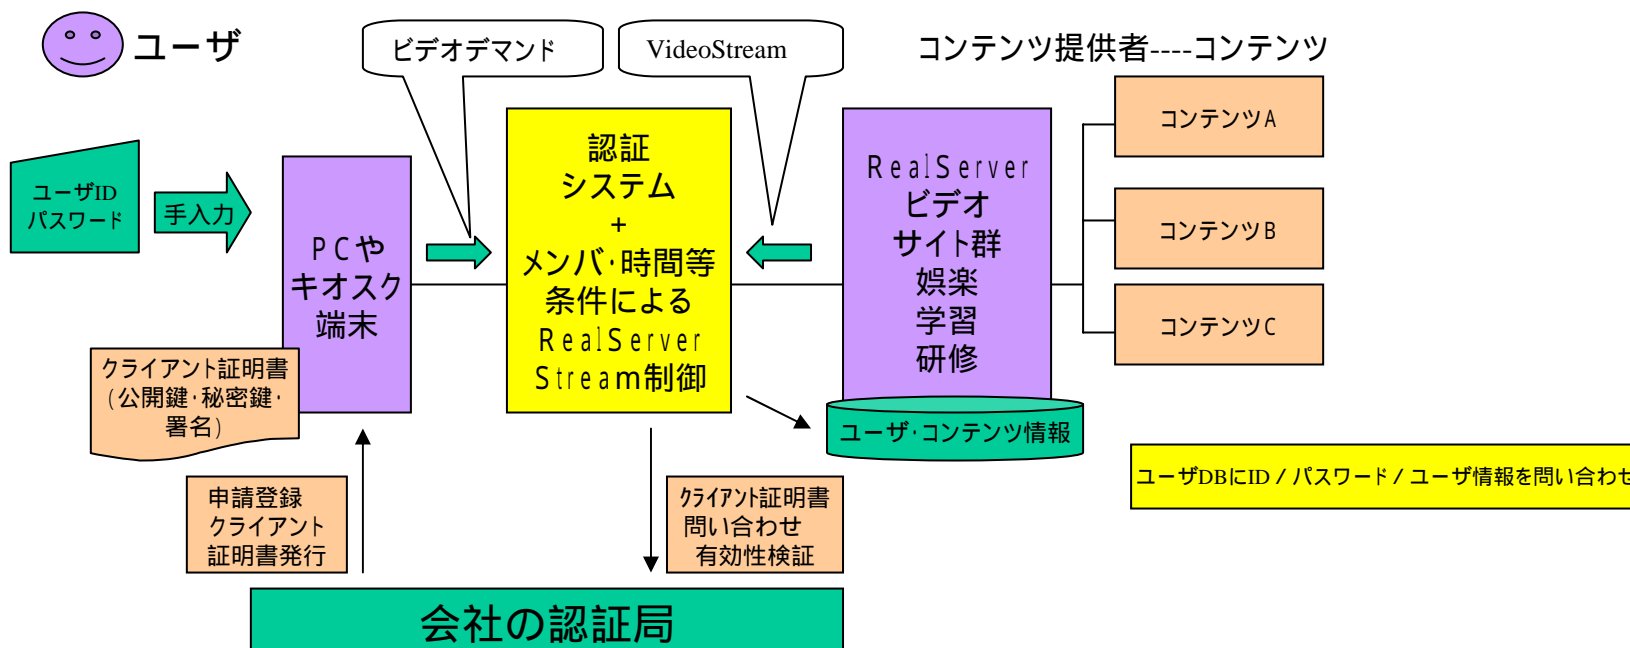 ユーザ
ビデオデマンド
VideoStream
コンテンツ提供者----コンテンツ
ユーザID
パスワード
手入力
PCや
キオスク
端末
認証
システム
+
メンバ・時間等
条件による
RealServer
Stream制御
RealServer
ビデオ
サイト群
娯楽
学習
研修
コンテンツA
コンテンツB
コンテンツC
クライアント証明書
(公開鍵・秘密鍵・
署名)
ユーザ・コンテンツ情報
ユーザDBにID / パスワード / ユーザ情報を問い合わせ
申請登録
クライアント
証明書発行
クライアント証明書
問い合わせ
有効性検証
会社の認証局